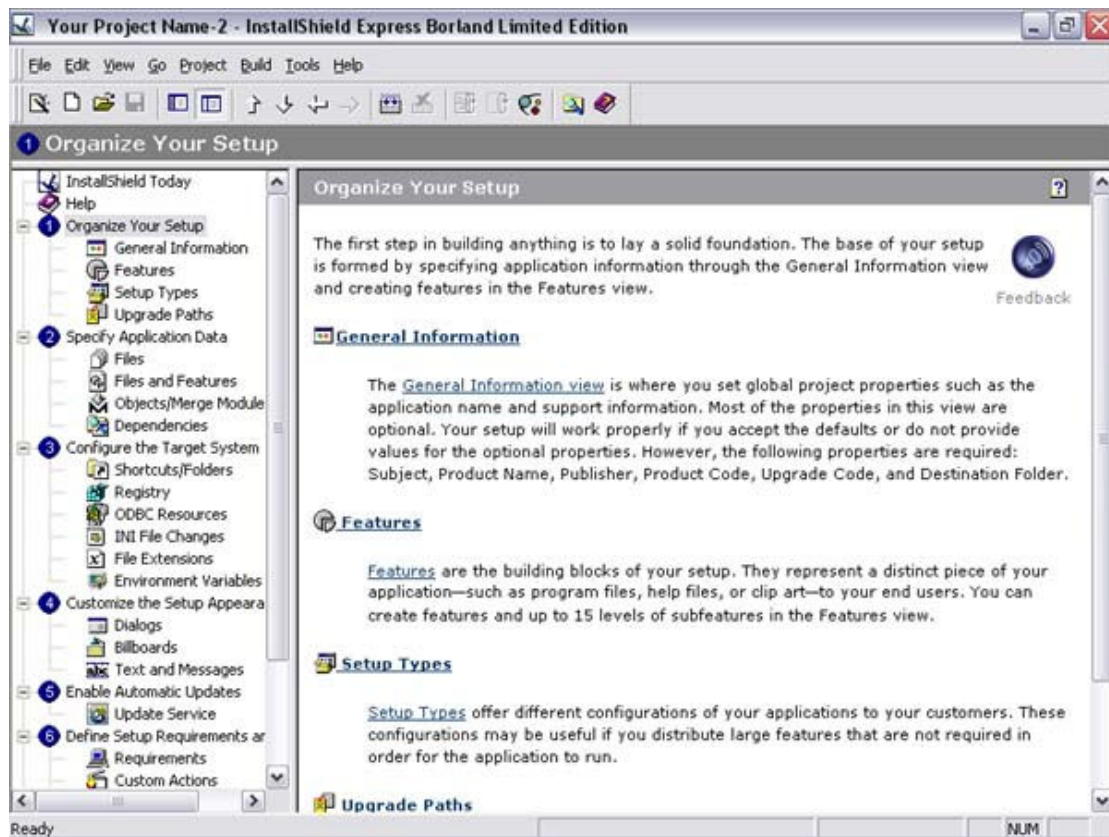 Your Project Name-2 - InstallShield Express Borland Limited Edition
File Edit View Go Project Build Tools Help
1 Organize Your Setup
InstallShield Today
Help
1 Organize Your Setup
General Information
Features
Setup Types
Upgrade Paths
2 Specify Application Data
Files
Files and Features
Objects/Merge Module
Dependencies
3 Configure the Target System
Shortcuts/Folders
Registry
ODBC Resources
INI File Changes
File Extensions
Environment Variables
4 Customize the Setup Appeara
Dialogs
Billboards
Text and Messages
5 Enable Automatic Updates
Update Service
6 Define Setup Requirements ar
Requirements
Custom Actions
Organize Your Setup
The first step in building anything is to lay a solid foundation. The base of your setup
is formed by specifying application information through the General Information view
and creating features in the Features view.
Feedback
General Information
The General Information view is where you set global project properties such as the
application name and support information. Most of the properties in this view are
optional. Your setup will work properly if you accept the defaults or do not provide
values for the optional properties. However, the following properties are required:
Subject, Product Name, Publisher, Product Code, Upgrade Code, and Destination Folder.
Features
Features are the building blocks of your setup. They represent a distinct piece of your
application—such as program files, help files, or clip art—to your end users. You can
create features and up to 15 levels of subfeatures in the Features view.
Setup Types
Setup Types offer different configurations of your applications to your customers. These
configurations may be useful if you distribute large features that are not required in
order for the application to run.
Upgrade Paths
Ready
NUM